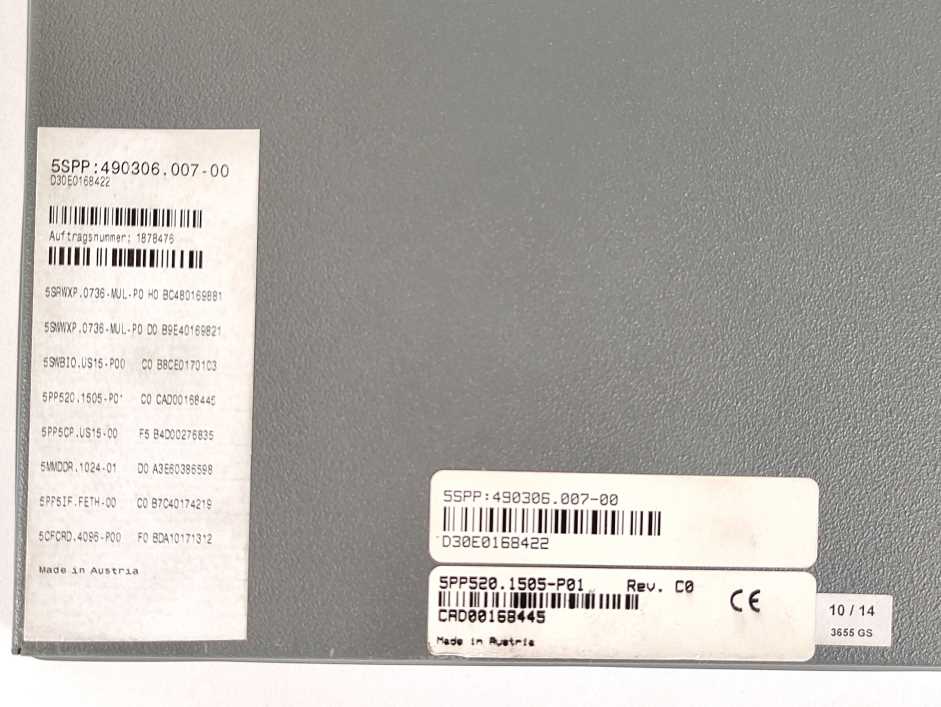 5SPP:490306.007-00
D30E0168422
Auftragsnummer: 1878476
5SRWXP.0736-MUL-P0 H0 BC480169881
5SWWXP.0736-MUL-P0 D0 B9E40169821
5SWBIO.US15-P00 C0 B8CE0170103
5PP520.1505-P01 C0 CAD00168445
5PP5CP.US15-00 F5 B4D00276835
5MMDDR.1024-01 D0 A3E60386598
5PP5IF.FETH-00 C0 B7C40174219
5CFCRD.4096-P00 F0 BDA10171312
Made in Austria
5SPP:490306.007-00
D30E0168422
5PP520.1505-P01 Rev. C0
CAD00168445
Made in Austria
CE
10 / 14
3655 GS